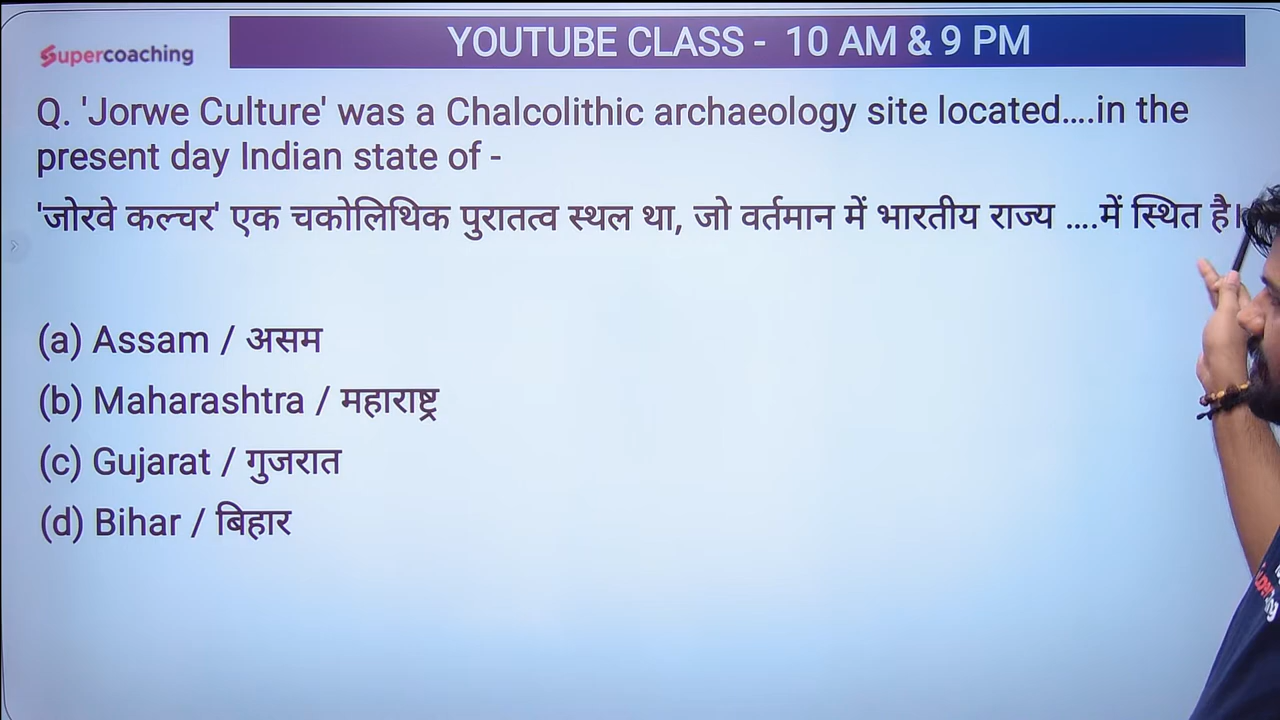 Supercoaching
YOUTUBE CLASS - 10 AM & 9 PM
Q. 'Jorwe Culture' was a Chalcolithic archaeology site located....in the
present day Indian state of -
'जोरवे कल्चर' एक चकोलिथिक पुरातत्व स्थल था, जो वर्तमान में भारतीय राज्य ....में स्थित है।
(a) Assam / असम
(b) Maharashtra / महाराष्ट्र
(c) Gujarat / गुजरात
(d) Bihar / बिहार